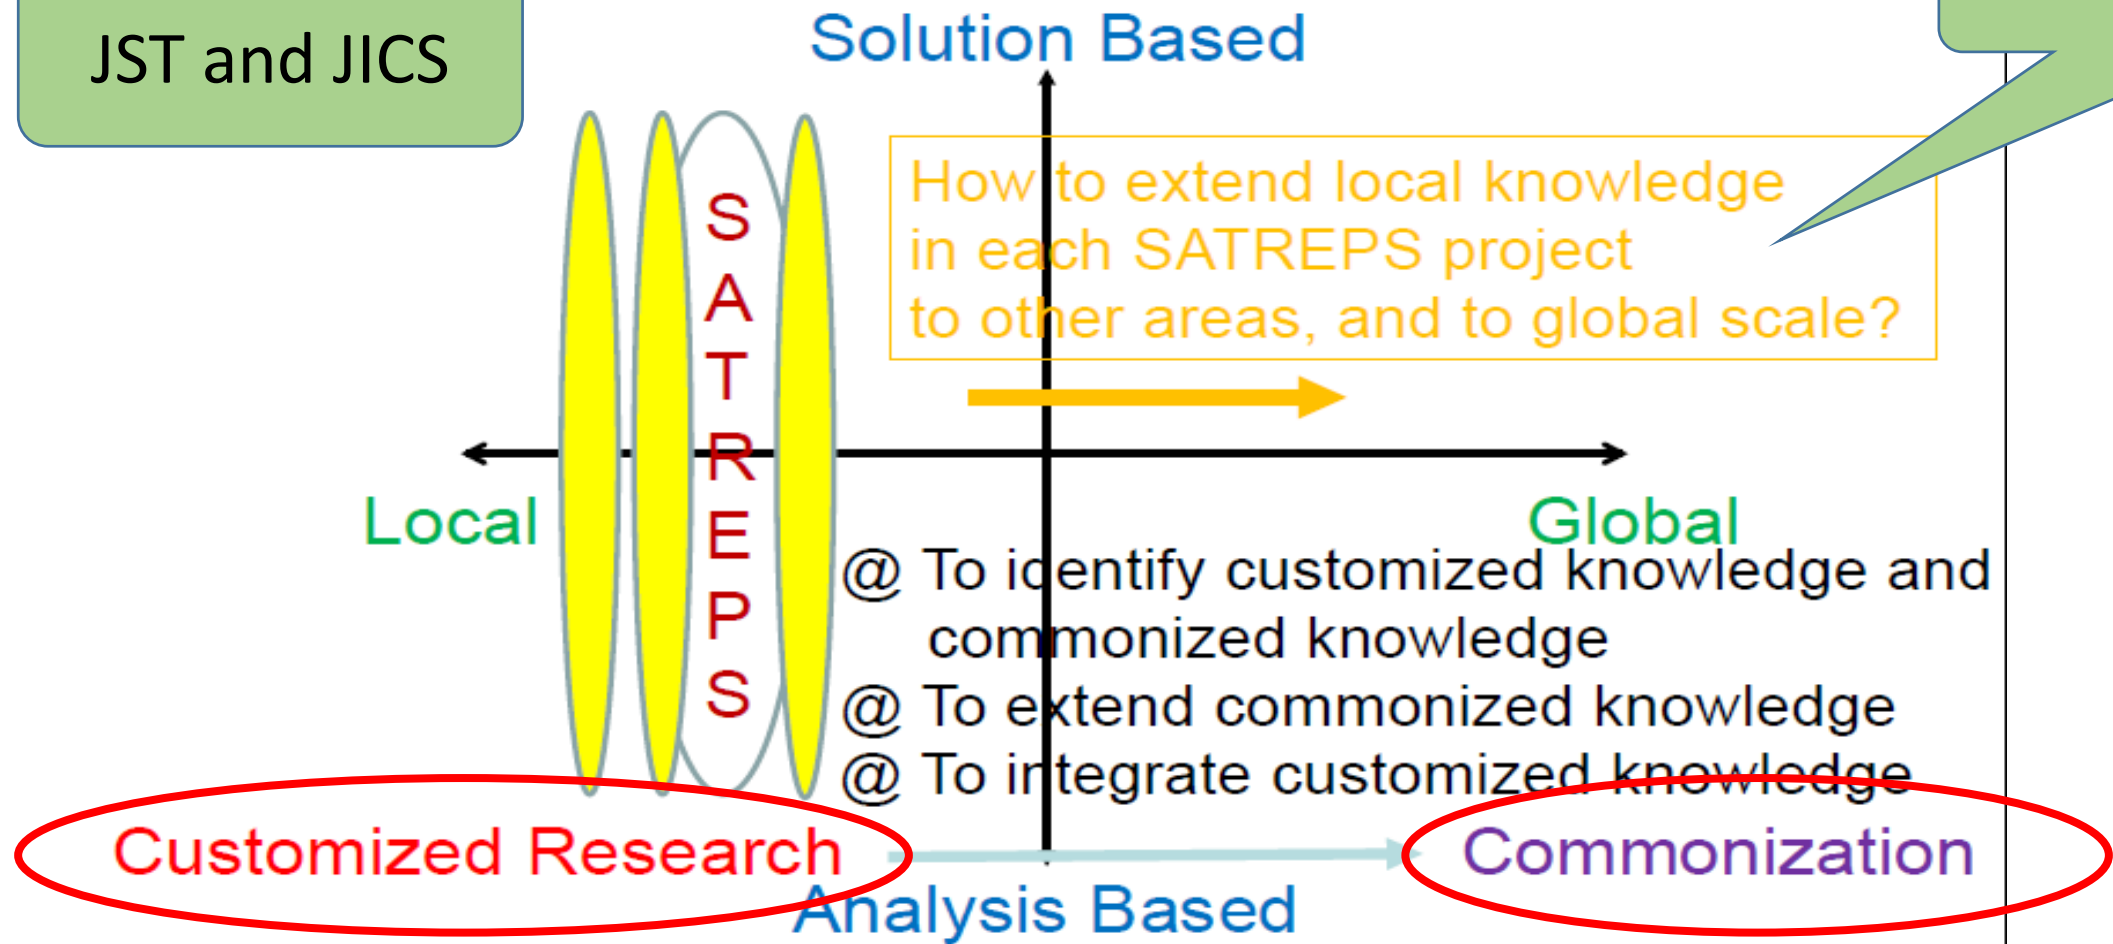 JST and JICS
Solution Based
How to extend local knowledge
in each SATREPS project
to other areas, and to global scale?
S
A
T
R
E
P
S
Local
Global
@ To identify customized knowledge and
commonized knowledge
@ To extend commonized knowledge
@ To integrate customized knowledge
Customized Research
Commonization
Analysis Based